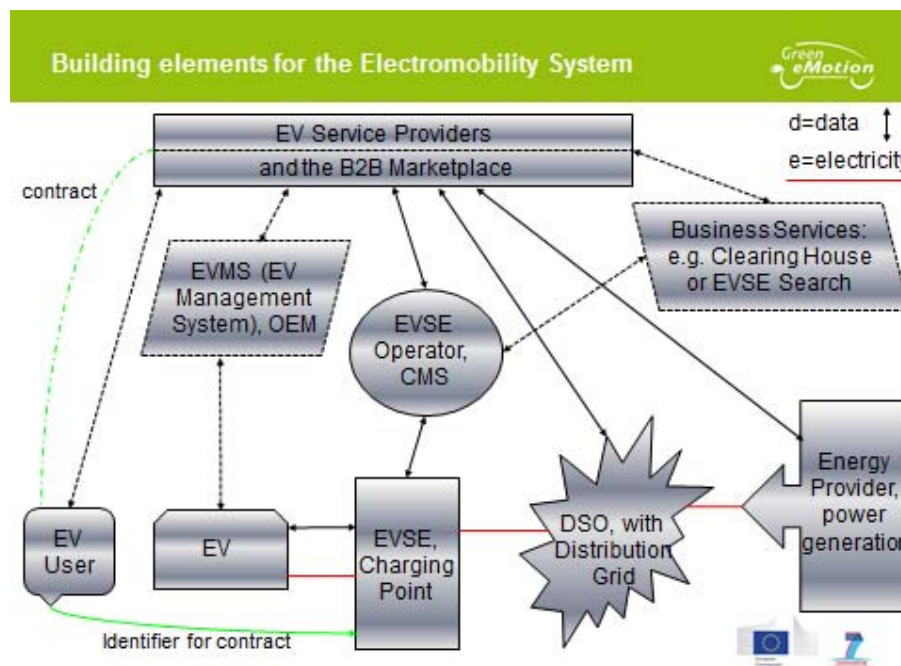 Building elements for the Electromobility System
Green
eMotion
d=data
e=electricity
EV Service Providers
and the B2B Marketplace
contract
Business Services:
e.g. Clearing House
or EVSE Search
EVMS (EV
Management
System), OEM
EVSE
Operator,
CMS
Energy
Provider,
power
generation
EV
User
EV
EVSE,
Charging
Point
DSO, with
Distribution
Grid
Identifier for contract
7